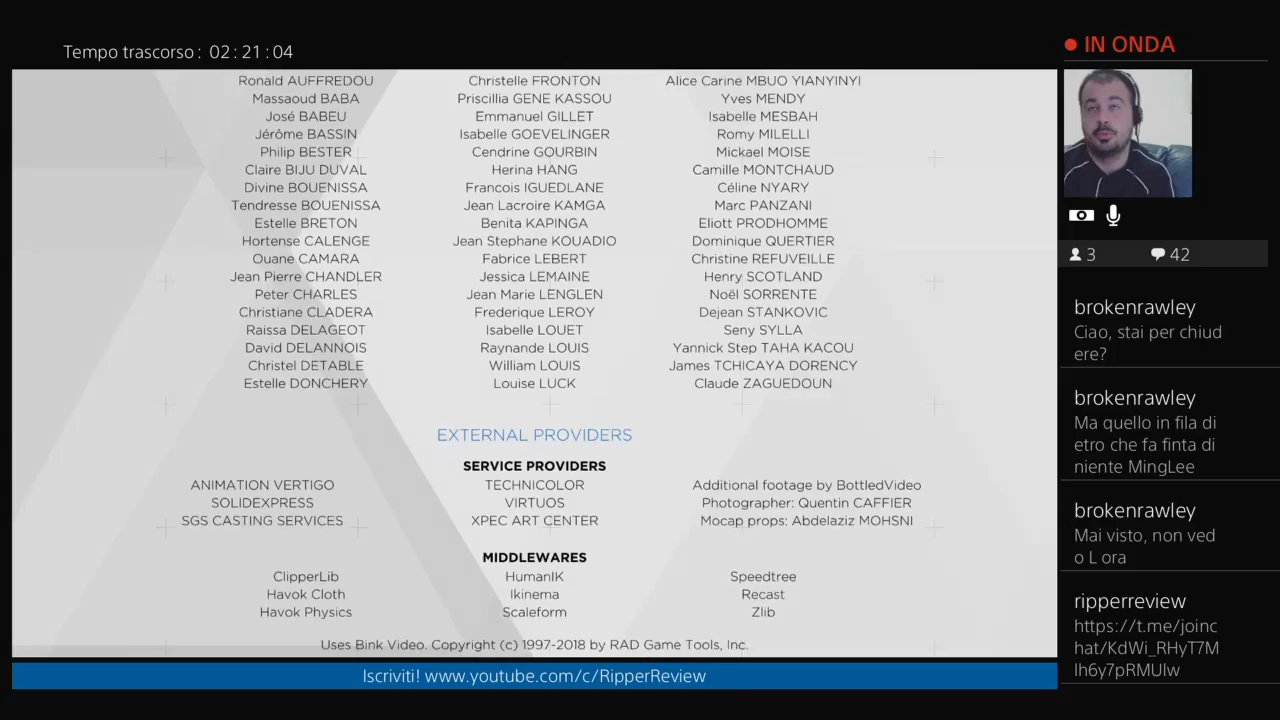 Tempo trascorso : 02 : 21 : 04
IN ONDA
Ronald AUFFREDOU Christelle FRONTON Alice Carine MBUO YIANYINYI
Massaoud BABA Priscillia GENE KASSOU Yves MENDY
José BABEU Emmanuel GILLET Isabelle MESBAH
Jérôme BASSIN Isabelle GOEVELINGER Romy MILELLI
Philip BESTER Cendrine GOURBIN Mickael MOISE
Claire BIJU DUVAL Herina HANG Camille MONTCHAUD
Divine BOUENISSA Francois IGUEDLANE Céline NYARY
Tendresse BOUENISSA Jean Lacroire KAMGA Marc PANZANI
Estelle BRETON Benita KAPINGA Eliott PRODHOMME
Hortense CALENGE Jean Stephane KOUADIO Dominique QUERTIER
Ouane CAMARA Fabrice LEBERT Christine REFUVEILLE
Jean Pierre CHANDLER Jessica LEMAINE Henry SCOTLAND
Peter CHARLES Jean Marie LENGLEN Noël SORRENTE
Christiane CLADERA Frederique LEROY Dejean STANKOVIC
Raissa DELAGEOT Isabelle LOUET Seny SYLLA
David DELANNOIS Raynande LOUIS Yannick Step TAHA KACOU
Christel DETABLE William LOUIS James TCHICAYA DORENCY
Estelle DONCHERY Louise LUCK Claude ZAGUEDOUN
EXTERNAL PROVIDERS
SERVICE PROVIDERS
ANIMATION VERTIGO TECHNICOLOR Additional footage by BottledVideo
SOLIDEXPRESS VIRTUOS Photographer: Quentin CAFFIER
SGS CASTING SERVICES XPEC ART CENTER Mocap props: Abdelaziz MOHSNI
MIDDLEWARES
ClipperLib HumanIK Speedtree
Havok Cloth Ikinema Recast
Havok Physics Scaleform Zlib
Uses Bink Video. Copyright (c) 1997-2018 by RAD Game Tools, Inc.
Iscriviti! www.youtube.com/c/RipperReview
3 42
brokenrawley
Ciao, stai per chiud
ere?
brokenrawley
Ma quello in fila di
etro che fa finta di
niente MingLee
brokenrawley
Mai visto, non ved
o L ora
ripperreview
https://t.me/joinc
hat/KdWi_RHyT7M
lh6y7pRMUlw